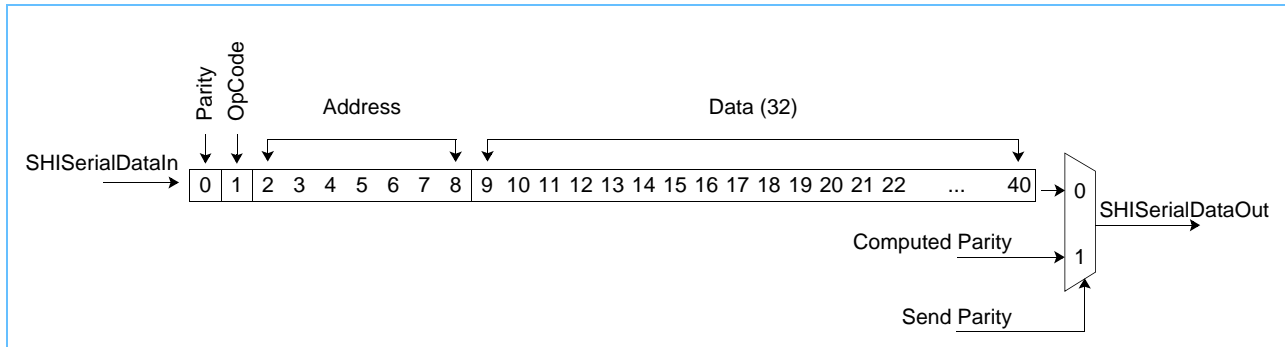 Parity
OpCode
Address
Data (32)
SHISerialDataIn
0 1 2 3 4 5 6 7 8 9 10 11 12 13 14 15 16 17 18 19 20 21 22 ... 40
0
SHISerialDataOut
Computed Parity
1
Send Parity